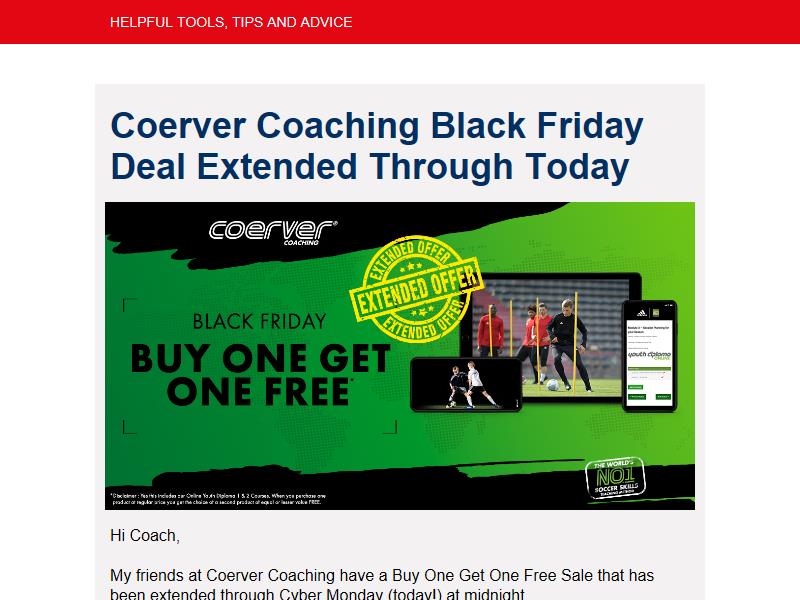 HELPFUL TOOLS, TIPS AND ADVICE
Coerver Coaching Black Friday
Deal Extended Through Today
coerver®
COACHING
EXTENDED OFFER
EXTENDED OFFER
EXTENDED OFFER
BLACK FRIDAY
BUY ONE GET
ONE FREE*
youth diploma
ONLINE
THE WORLD'S
NO1
SOCCER SKILLS
*Disclaimer : Yes this includes our Online Youth Diploma 1 & 2 Courses. When you purchase one
product at regular price you get the choice of a second product of equal or lesser value FREE.
Hi Coach,
My friends at Coerver Coaching have a Buy One Get One Free Sale that has
been extended through Cyber Monday (today!) at midnight